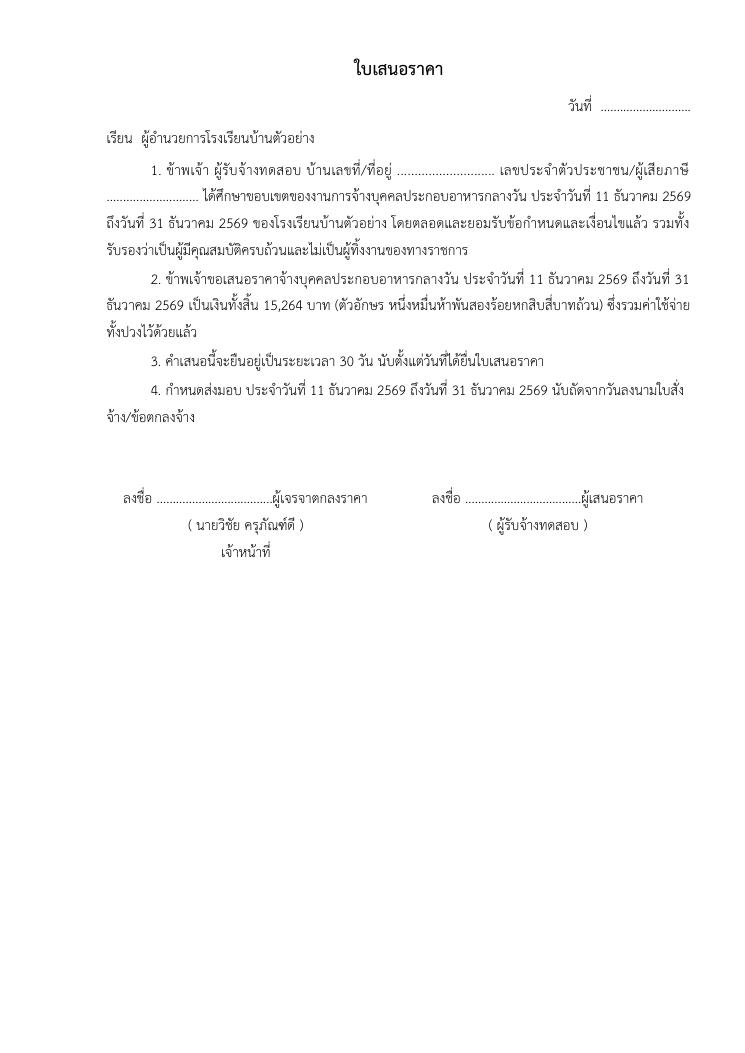 ใบเสนอราคา
วันที่ ............................
เรียน ผู้อำนวยการโรงเรียนบ้านตัวอย่าง
1. ข้าพเจ้า ผู้รับจ้างทดสอบ บ้านเลขที่/ที่อยู่ ........................... เลขประจำตัวประชาชน/ผู้เสียภาษี
............................ ได้ศึกษาขอบเขตของงานการจ้างบุคคลประกอบอาหารกลางวัน ประจำวันที่ 11 ธันวาคม 2569
ถึงวันที่ 31 ธันวาคม 2569 ของโรงเรียนบ้านตัวอย่าง โดยตลอดและยอมรับข้อกำหนดและเงื่อนไขแล้ว รวมทั้ง
รับรองว่าเป็นผู้มีคุณสมบัติครบถ้วนและไม่เป็นผู้ทิ้งงานของทางราชการ
2. ข้าพเจ้าขอเสนอราคาจ้างบุคคลประกอบอาหารกลางวัน ประจำวันที่ 11 ธันวาคม 2569 ถึงวันที่ 31
ธันวาคม 2569 เป็นเงินทั้งสิ้น 15,264 บาท (ตัวอักษร หนึ่งหมื่นห้าพันสองร้อยหกสิบสี่บาทถ้วน) ซึ่งรวมค่าใช้จ่าย
ทั้งปวงไว้ด้วยแล้ว
3. คำเสนอนี้จะยืนอยู่เป็นระยะเวลา 30 วัน นับตั้งแต่วันที่ได้ยื่นใบเสนอราคา
4. กำหนดส่งมอบ ประจำวันที่ 11 ธันวาคม 2569 ถึงวันที่ 31 ธันวาคม 2569 นับถัดจากวันลงนามใบสั่ง
จ้าง/ข้อตกลงจ้าง
ลงชื่อ ....................................ผู้เจรจาตกลงราคา ลงชื่อ ....................................ผู้เสนอราคา
( นายวิชัย ครุภัณฑ์ดี ) ( ผู้รับจ้างทดสอบ )
เจ้าหน้าที่